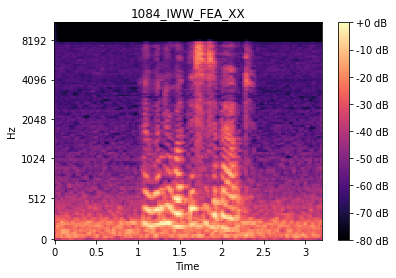 1084_IWW_FEA_XX
8192
4096
2048
1024
512
0
Hz
0 0.5 1 1.5 2 2.5 3
Time
+0 dB
-10 dB
-20 dB
-30 dB
-40 dB
-50 dB
-60 dB
-70 dB
-80 dB